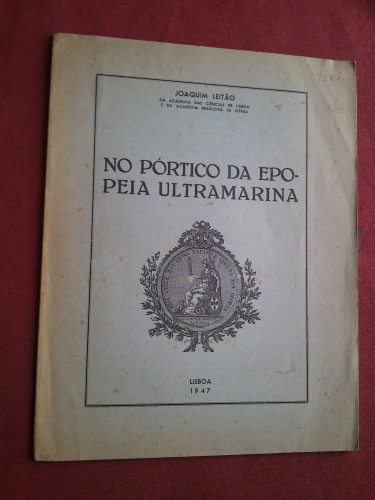 JOAQUIM LEITÃO
DA ACADEMIA DAS CIÊNCIAS DE LISBOA
E DA ACADEMIA BRASILEIRA DE LETRAS
NO PÓRTICO DA EPO-
PEIA ULTRAMARINA
LISBOA
1947